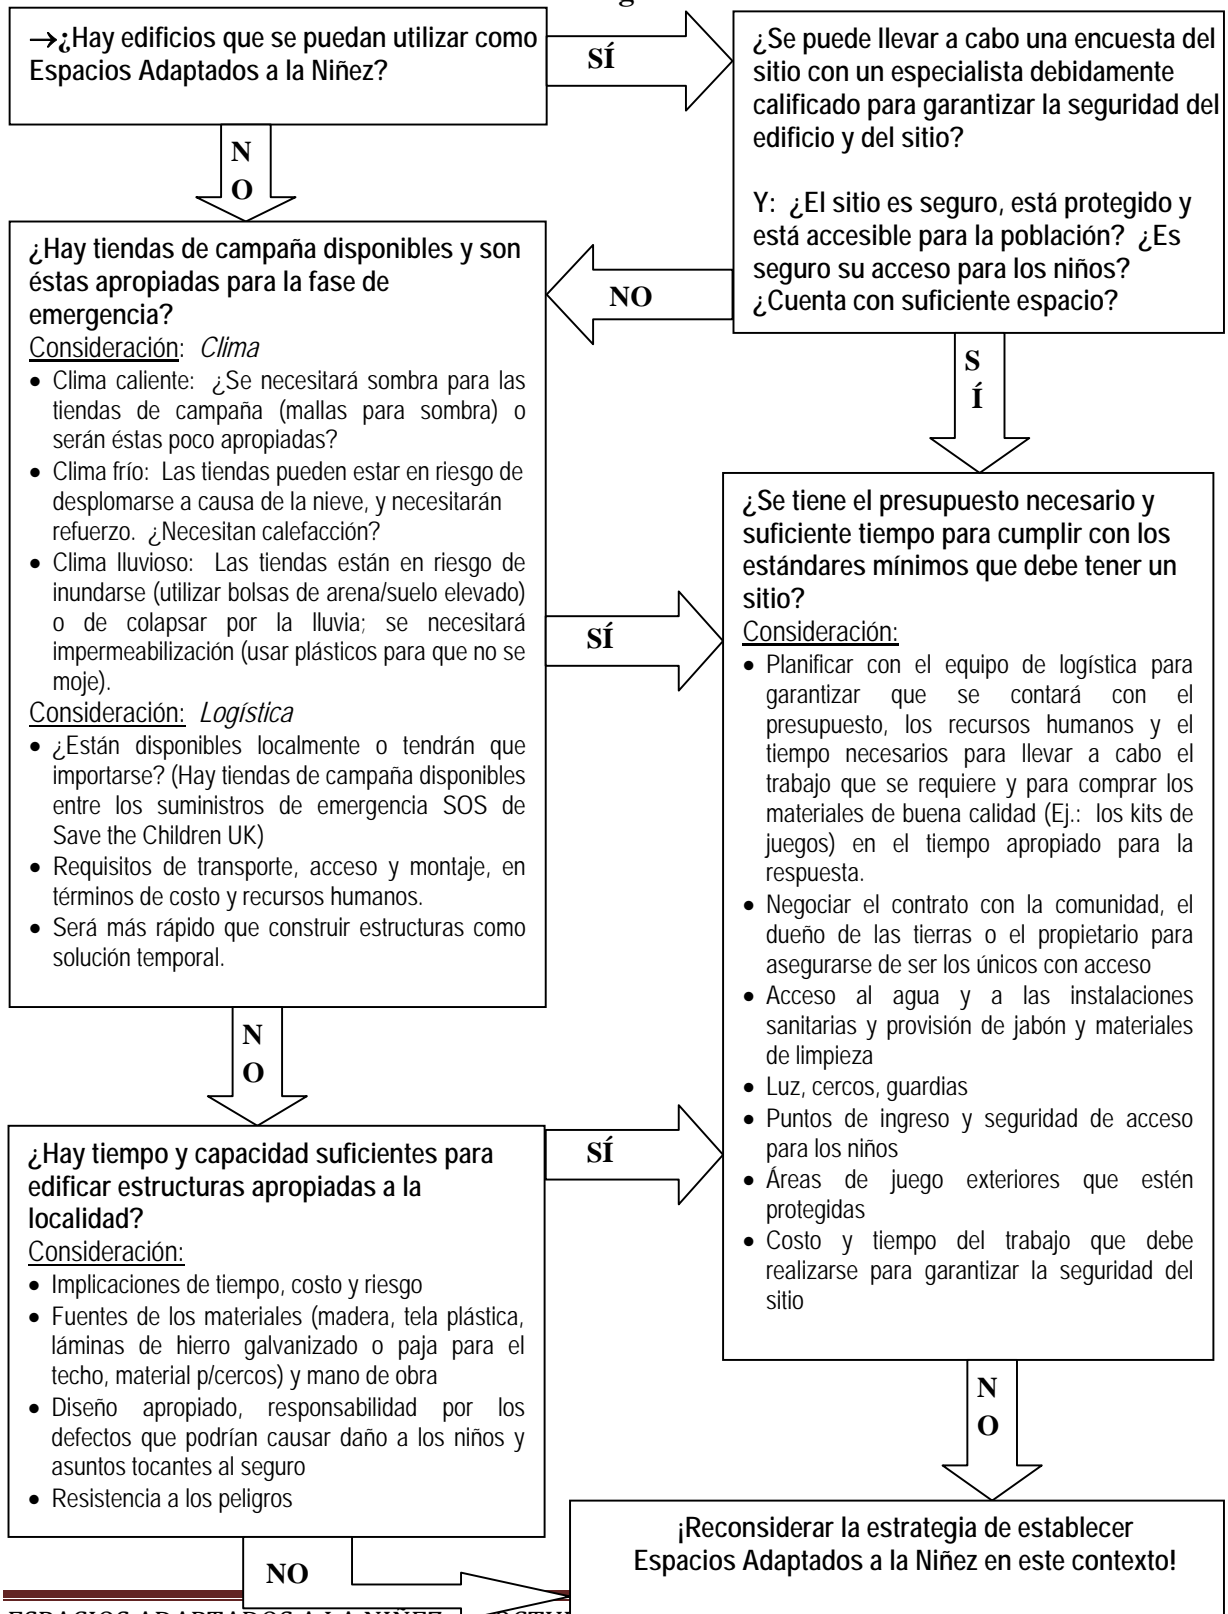 →¿Hay edificios que se puedan utilizar como
Espacios Adaptados a la Niñez?
SÍ
¿Se puede llevar a cabo una encuesta del
sitio con un especialista debidamente
calificado para garantizar la seguridad del
edificio y del sitio?
Y: ¿El sitio es seguro, está protegido y
está accesible para la población? ¿Es
seguro su acceso para los niños?
¿Cuenta con suficiente espacio?
N
O
NO
S
Í
¿Hay tiendas de campaña disponibles y son
éstas apropiadas para la fase de
emergencia?
Consideración: Clima
• Clima caliente: ¿Se necesitará sombra para las
tiendas de campaña (mallas para sombra) o
serán éstas poco apropiadas?
• Clima frío: Las tiendas pueden estar en riesgo de
desplomarse a causa de la nieve, y necesitarán
refuerzo. ¿Necesitan calefacción?
• Clima lluvioso: Las tiendas están en riesgo de
inundarse (utilizar bolsas de arena/suelo elevado)
o de colapsar por la lluvia; se necesitará
impermeabilización (usar plásticos para que no se
moje).
Consideración: Logística
• ¿Están disponibles localmente o tendrán que
importarse? (Hay tiendas de campaña disponibles
entre los suministros de emergencia SOS de
Save the Children UK)
• Requisitos de transporte, acceso y montaje, en
términos de costo y recursos humanos.
• Será más rápido que construir estructuras como
solución temporal.
SÍ
¿Se tiene el presupuesto necesario y
suficiente tiempo para cumplir con los
estándares mínimos que debe tener un
sitio?
Consideración:
• Planificar con el equipo de logística para
garantizar que se contará con el
presupuesto, los recursos humanos y el
tiempo necesarios para llevar a cabo el
trabajo que se requiere y para comprar los
materiales de buena calidad (Ej.: los kits de
juegos) en el tiempo apropiado para la
respuesta.
• Negociar el contrato con la comunidad, el
dueño de las tierras o el propietario para
asegurarse de ser los únicos con acceso
• Acceso al agua y a las instalaciones
sanitarias y provisión de jabón y materiales
de limpieza
• Luz, cercos, guardias
• Puntos de ingreso y seguridad de acceso
para los niños
• Áreas de juego exteriores que estén
protegidas
• Costo y tiempo del trabajo que debe
realizarse para garantizar la seguridad del
sitio
N
O
¿Hay tiempo y capacidad suficientes para
edificar estructuras apropiadas a la
localidad?
Consideración:
• Implicaciones de tiempo, costo y riesgo
• Fuentes de los materiales (madera, tela plástica,
láminas de hierro galvanizado o paja para el
techo, material p/cercos) y mano de obra
• Diseño apropiado, responsabilidad por los
defectos que podrían causar daño a los niños y
asuntos tocantes al seguro
• Resistencia a los peligros
SÍ
N
O
NO
¡Reconsiderar la estrategia de establecer
Espacios Adaptados a la Niñez en este contexto!
ESPACIOS ADAPTADOS A LA NIÑEZ